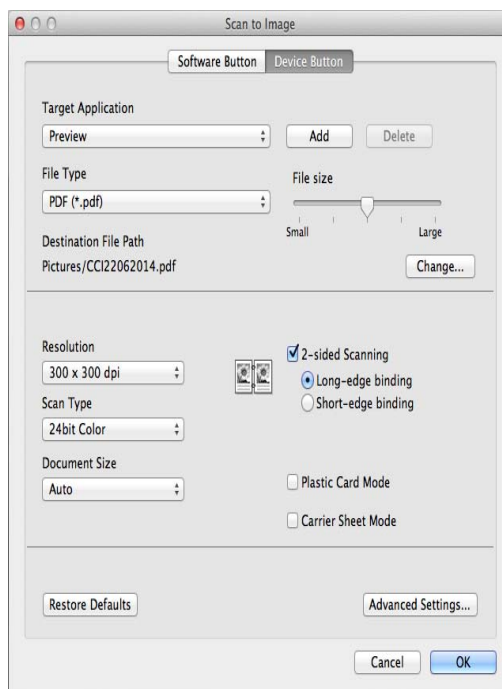 Scan to Image
Software Button Device Button
Target Application
Preview Add Delete
File Type File size
PDF (*.pdf)
Small Large
Destination File Path
Pictures/CCI22062014.pdf Change...
Resolution
300 x 300 dpi
2-sided Scanning
Long-edge binding
Short-edge binding
Scan Type
24bit Color
Document Size
Auto
Plastic Card Mode
Carrier Sheet Mode
Restore Defaults Advanced Settings...
Cancel OK